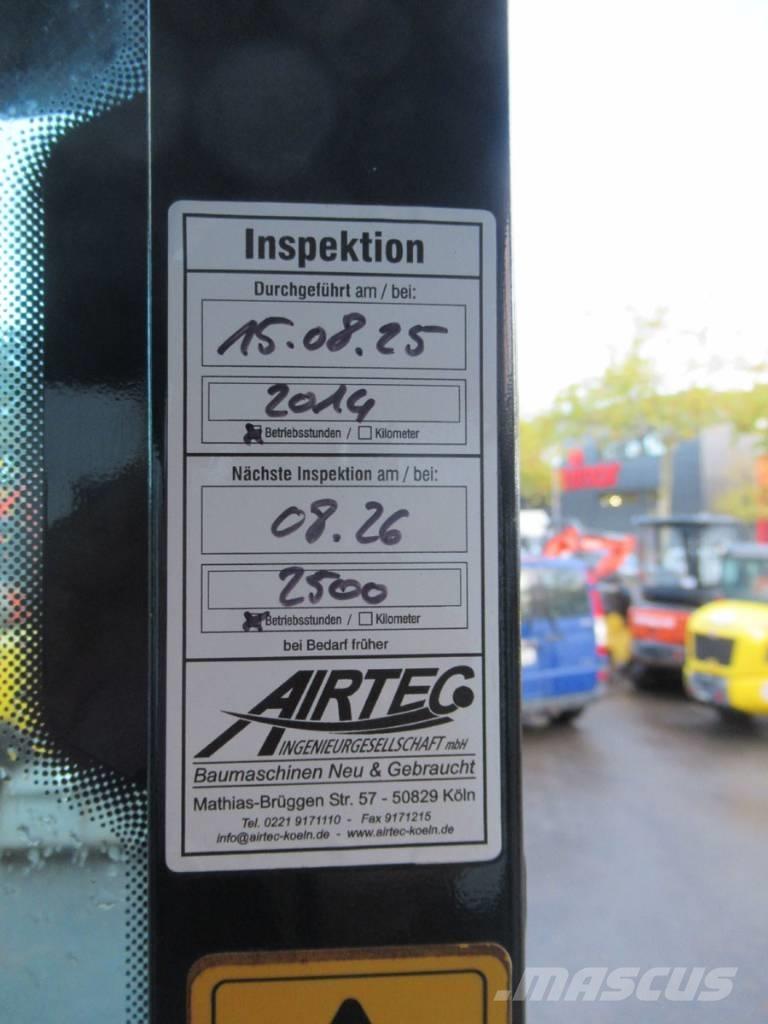 Inspektion
Durchgeführt am / bei:
15.08.25
2014
Betriebsstunden / Kilometer
Nächste Inspektion am / bei:
08.26
2500
Betriebsstunden / Kilometer
bei Bedarf früher
AIRTEC
INGENIEURGESELLSCHAFT mbH
Baumaschinen Neu & Gebraucht
Mathias-Brüggen Str. 57 - 50829 Köln
Tel. 0221 9171110 - Fax 9171215
info@airtec-koeln.de - www.airtec-koeln.de
MASCUS